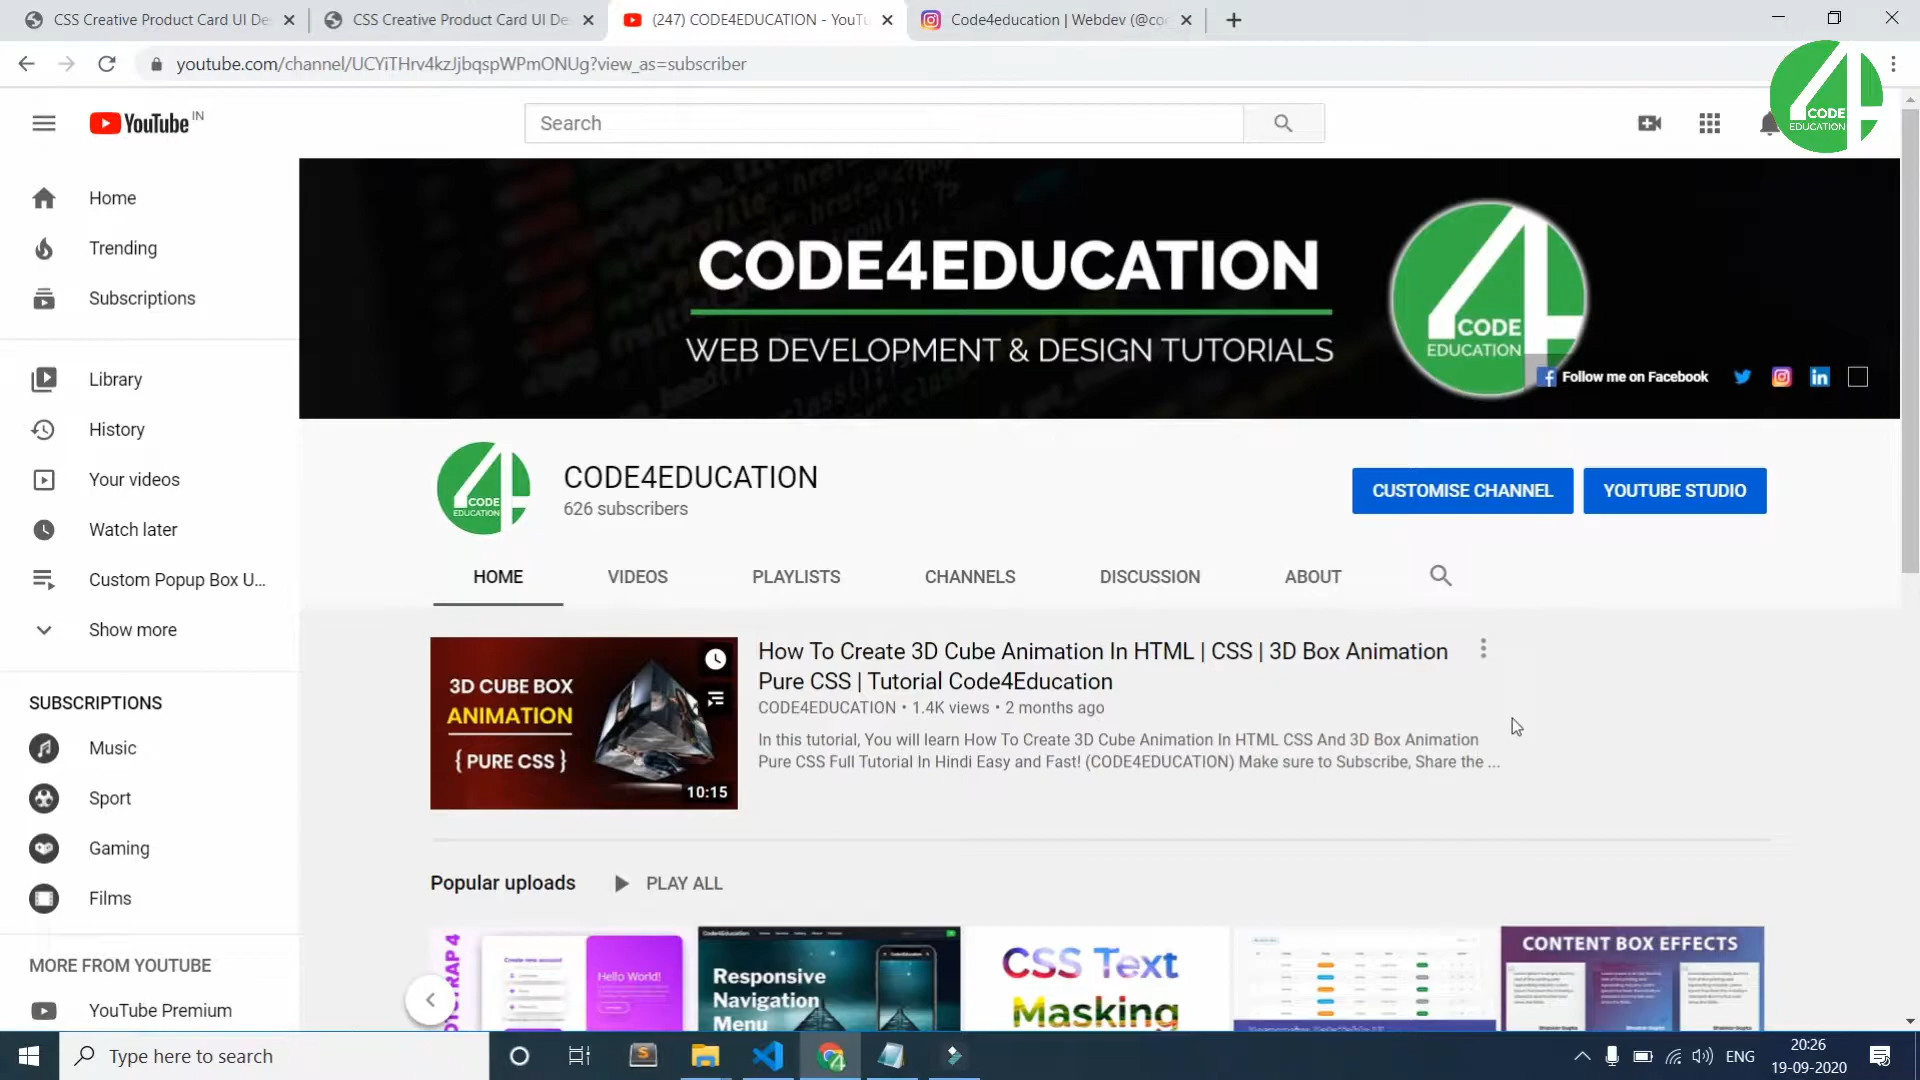 CSS Creative Product Card UI De
CSS Creative Product Card UI De
(247) CODE4EDUCATION - YouTu
Code4education | Webdev (@co
youtube.com/channel/UCYiTHrv4kzJjbqspWPmONUg?view_as=subscriber
4
CODE
EDUCATION
YouTube IN
Search
Home
Trending
Subscriptions
Library
History
Your videos
Watch later
Custom Popup Box U...
Show more
SUBSCRIPTIONS
Music
Sport
Gaming
Films
MORE FROM YOUTUBE
YouTube Premium
CODE4EDUCATION
WEB DEVELOPMENT & DESIGN TUTORIALS
4
CODE
EDUCATION
Follow me on Facebook
4
CODE
EDUCATION
CODE4EDUCATION
626 subscribers
CUSTOMISE CHANNEL
YOUTUBE STUDIO
HOME
VIDEOS
PLAYLISTS
CHANNELS
DISCUSSION
ABOUT
3D CUBE BOX
ANIMATION
{ PURE CSS }
10:15
How To Create 3D Cube Animation In HTML | CSS | 3D Box Animation
Pure CSS | Tutorial Code4Education
CODE4EDUCATION • 1.4K views • 2 months ago
In this tutorial, You will learn How To Create 3D Cube Animation In HTML CSS And 3D Box Animation
Pure CSS Full Tutorial In Hindi Easy and Fast! (CODE4EDUCATION) Make sure to Subscribe, Share the ...
Popular uploads
PLAY ALL
Create new account
Hello World!
Code4Education
Responsive
Navigation
Menu
CSS Text
Masking
CONTENT BOX EFFECTS
Type here to search
ENG
20:26
19-09-2020